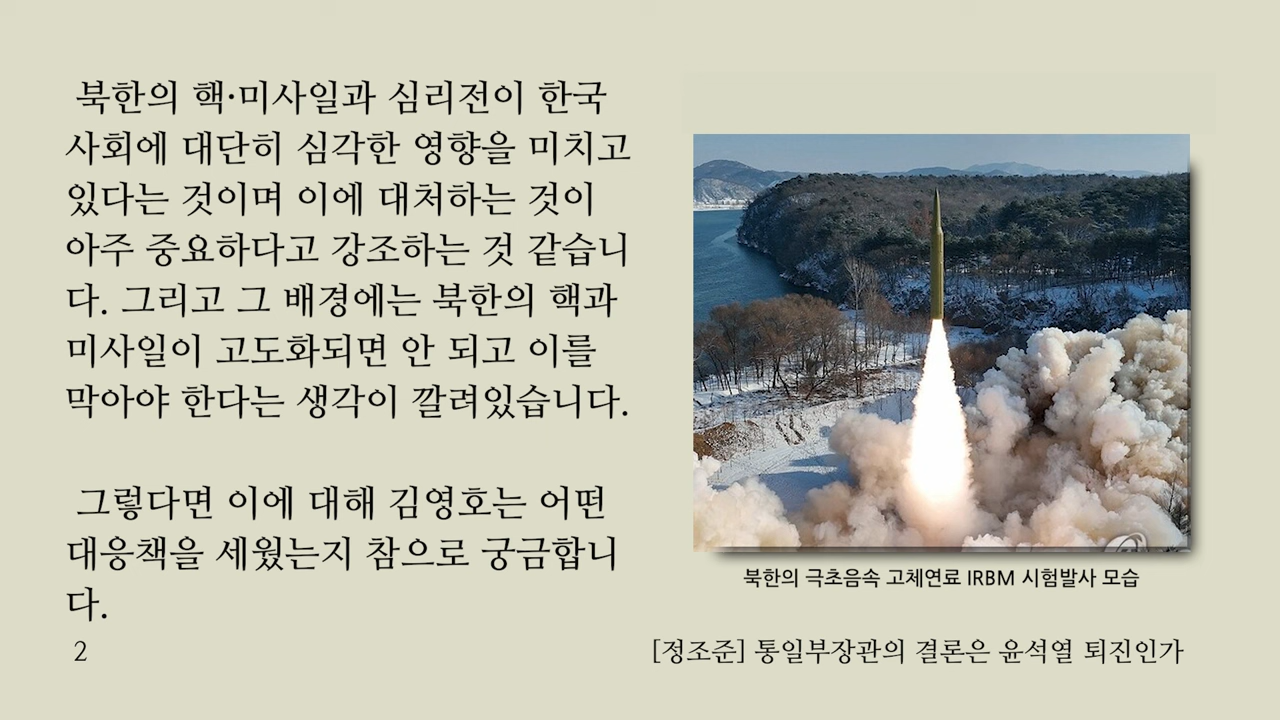 북한의 핵·미사일과 심리전이 한국
사회에 대단히 심각한 영향을 미치고
있다는 것이며 이에 대처하는 것이
아주 중요하다고 강조하는 것 같습니
다. 그리고 그 배경에는 북한의 핵과
미사일이 고도화되면 안 되고 이를
막아야 한다는 생각이 깔려있습니다.
그렇다면 이에 대해 김영호는 어떤
대응책을 세웠는지 참으로 궁금합니
다.
북한의 극초음속 고체연료 IRBM 시험발사 모습
2
[정조준] 통일부장관의 결론은 윤석열 퇴진인가